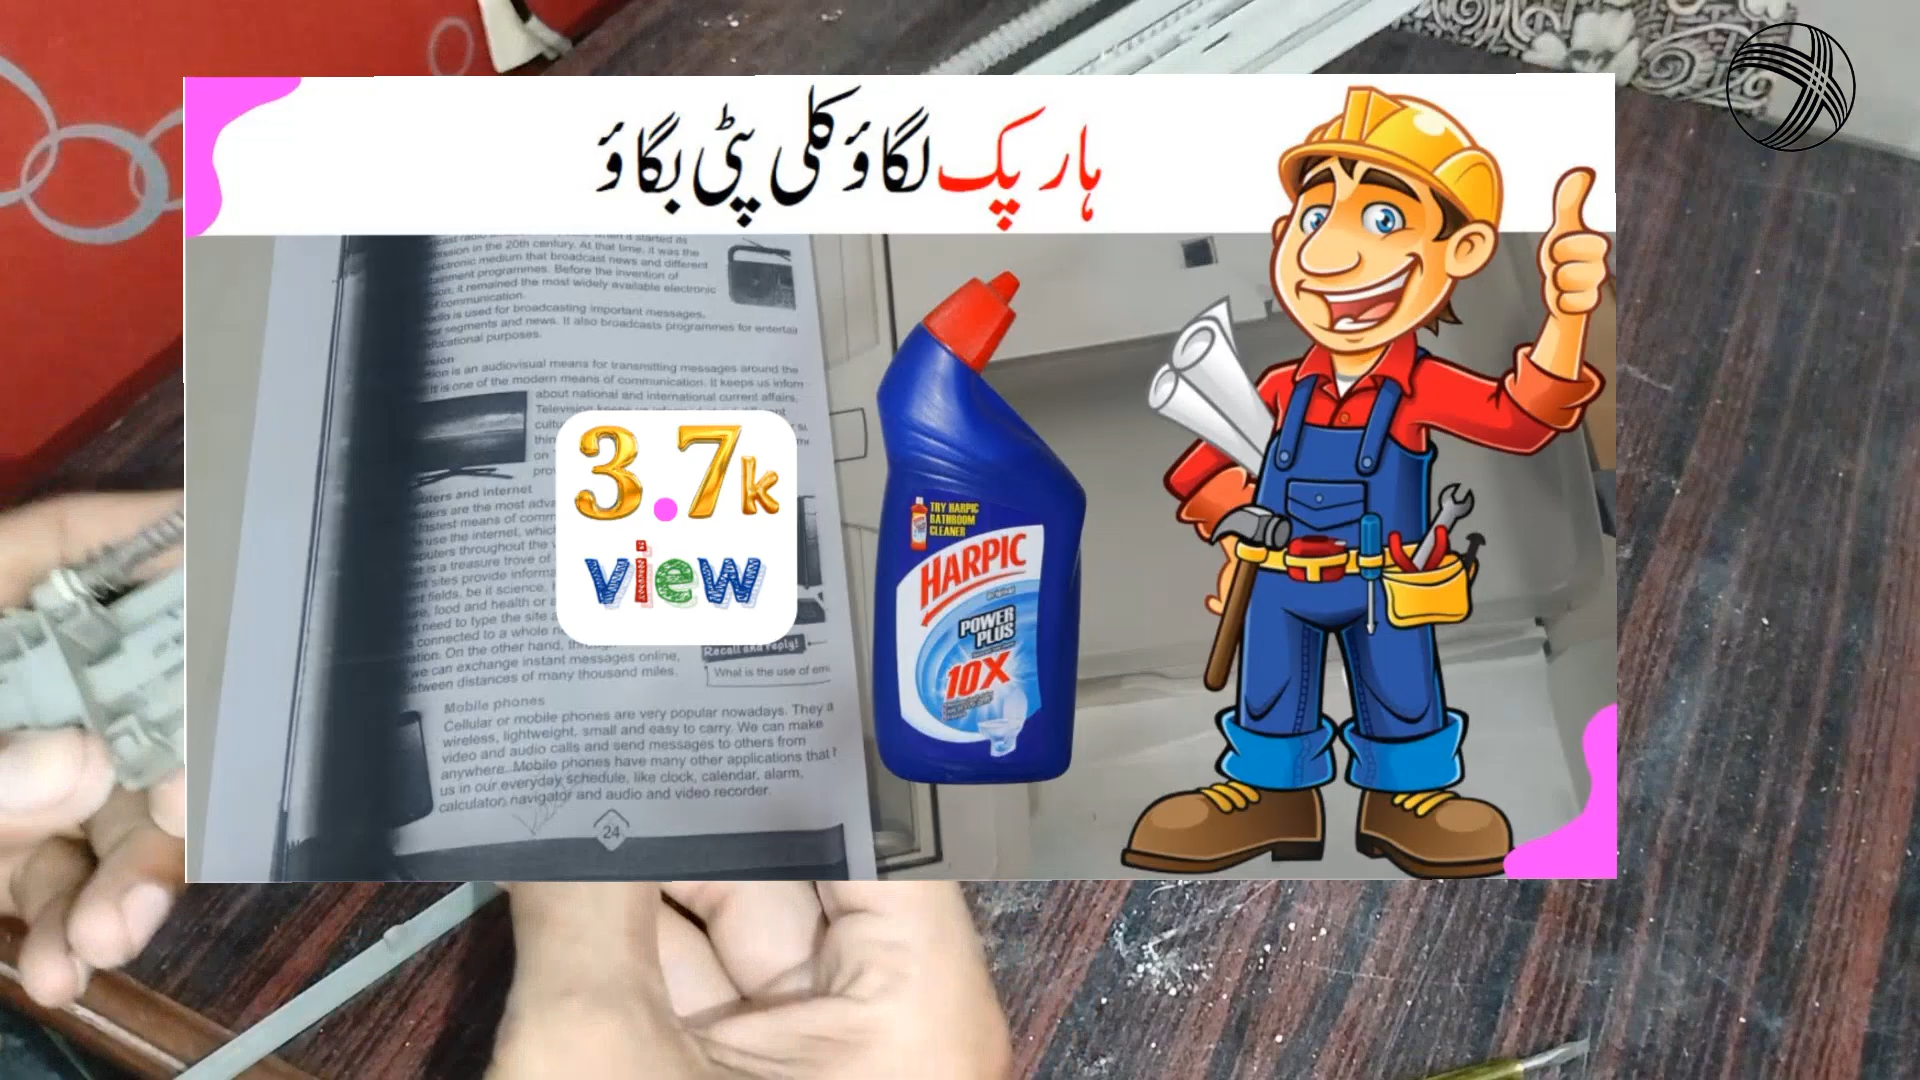 ہارپک لگاؤ کلی پٹی بگاؤ
ission in the 20th century. At that time, it was the
electronic medium that broadcast news and different
tainment programmes. Before the invention of
it remained the most widely available electronic
of communication.
is used for broadcasting important messages,
segments and news. It also broadcasts programmes for entertai
educational purposes.
is an audiovisual means for transmitting messages around the
It is one of the modern means of communication. It keeps us inform
about national and international current affairs.
3.7k
view
and internet
are the most adva
fastest means of comm
use the internet, whic
throughout the
is a treasure trove of
sites provide informa
fields, be it science,
food and health or a
need to type the site a
connected to a whole n
On the other hand,
we can exchange instant messages online,
between distances of many thousand miles.
Recall and reply!
What is the use of em
Mobile phones
Cellular or mobile phones are very popular nowadays. They a
wireless, lightweight, small and easy to carry. We can make
video and audio calls and send messages to others from
anywhere. Mobile phones have many other applications that
us in our everyday schedule, like clock, calendar, alarm,
calculator, navigator and audio and video recorder.
24
TRY HARPIC
BATHROOM
CLEANER
HARPIC
POWER
PLUS
10X